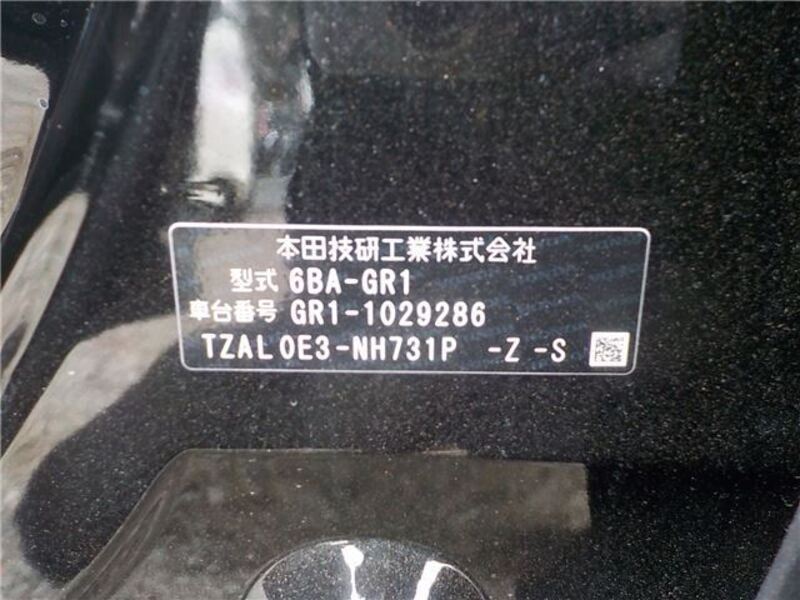 本田技研工業株式会社
型式 6BA-GR1
車台番号 GR1-1029286
TZAL0E3-NH731P -Z -S